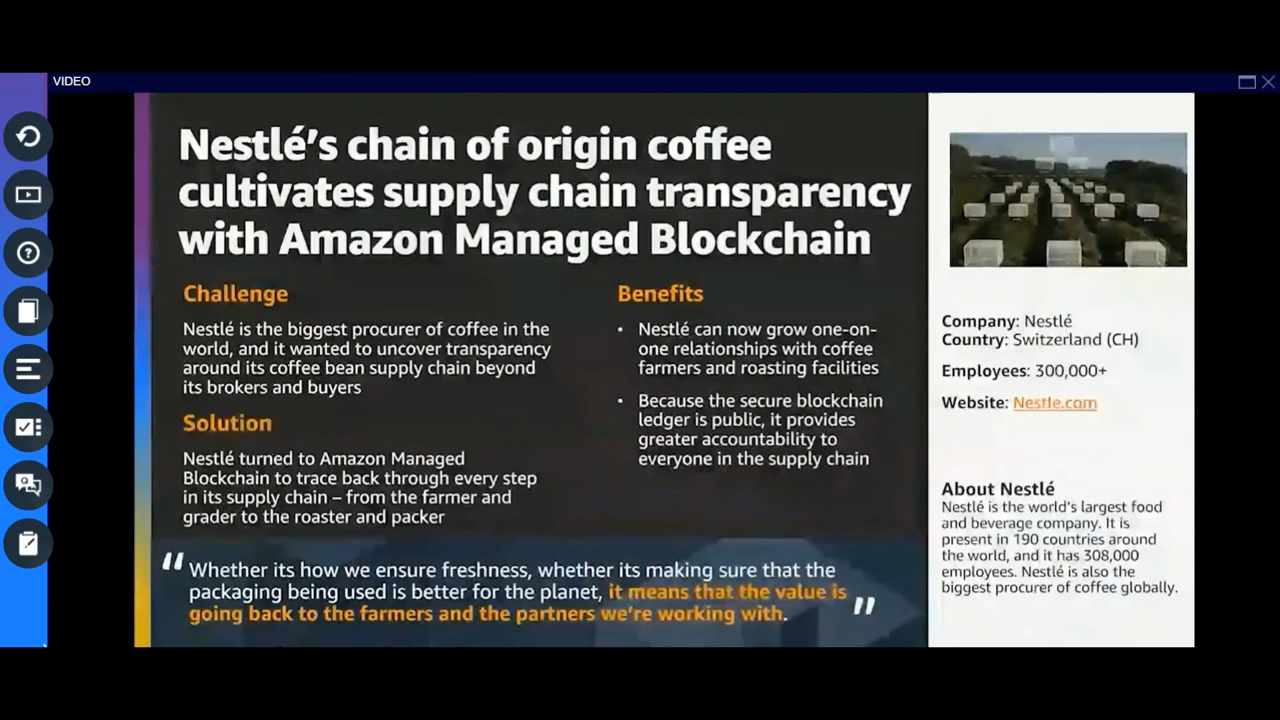 VIDEO
Nestlé's chain of origin coffee
cultivates supply chain transparency
with Amazon Managed Blockchain
Challenge
Nestlé is the biggest procurer of coffee in the
world, and it wanted to uncover transparency
around its coffee bean supply chain beyond
its brokers and buyers
Solution
Nestlé turned to Amazon Managed
Blockchain to trace back through every step
in its supply chain – from the farmer and
grader to the roaster and packer
Benefits
• Nestlé can now grow one-on-
one relationships with coffee
farmers and roasting facilities
• Because the secure blockchain
ledger is public, it provides
greater accountability to
everyone in the supply chain
"Whether its how we ensure freshness, whether its making sure that the
packaging being used is better for the planet, it means that the value is
going back to the farmers and the partners we're working with."
Company: Nestlé
Country: Switzerland (CH)
Employees: 300,000+
Website: Nestle.com
About Nestlé
Nestlé is the world's largest food
and beverage company. It is
present in 190 countries around
the world, and it has 308,000
employees. Nestlé is also the
biggest procurer of coffee globally.